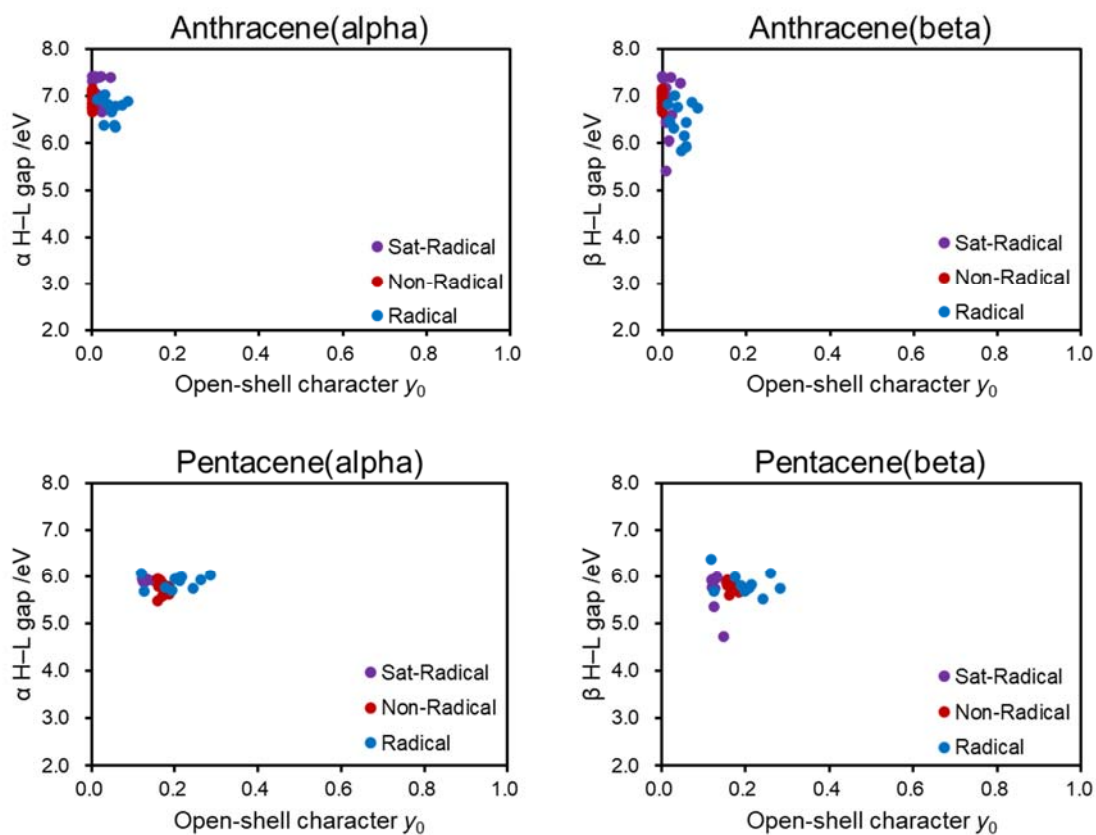 Anthracene(alpha)
8.0
7.0
6.0
5.0
4.0
3.0
2.0
α H–L gap /eV
Sat-Radical
Non-Radical
Radical
0.0 0.2 0.4 0.6 0.8 1.0
Open-shell character y₀
Anthracene(beta)
8.0
7.0
6.0
5.0
4.0
3.0
2.0
β H–L gap /eV
Sat-Radical
Non-Radical
Radical
0.0 0.2 0.4 0.6 0.8 1.0
Open-shell character y₀
Pentacene(alpha)
8.0
7.0
6.0
5.0
4.0
3.0
2.0
α H–L gap /eV
Sat-Radical
Non-Radical
Radical
0.0 0.2 0.4 0.6 0.8 1.0
Open-shell character y₀
Pentacene(beta)
8.0
7.0
6.0
5.0
4.0
3.0
2.0
β H–L gap /eV
Sat-Radical
Non-Radical
Radical
0.0 0.2 0.4 0.6 0.8 1.0
Open-shell character y₀